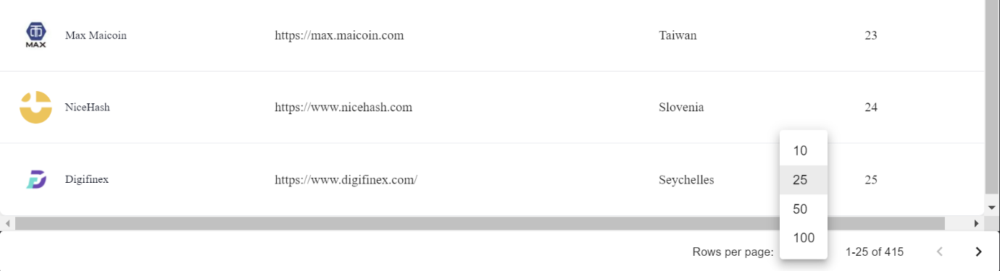 MAX
Max Maicoin https://max.maicoin.com Taiwan 23
NiceHash https://www.nicehash.com Slovenia 24
Digifinex https://www.digifinex.com/ Seychelles 25
10
25
50
100
Rows per page: 1-25 of 415